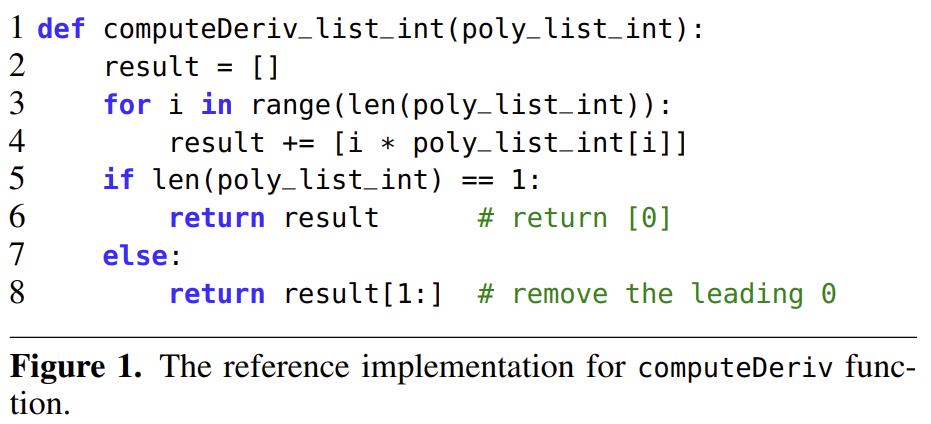 1 def computeDeriv_list_int(poly_list_int):
2     result = []
3     for i in range(len(poly_list_int)):
4         result += [i * poly_list_int[i]]
5     if len(poly_list_int) == 1:
6         return result      # return [0]
7     else:
8         return result[1:]  # remove the leading 0
Figure 1. The reference implementation for computeDeriv func-
tion.